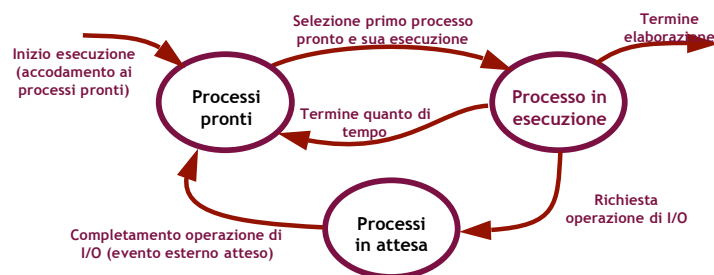 Inizio esecuzione
(accodamento ai
processi pronti)
Selezione primo processo
pronto e sua esecuzione
Termine
elaborazione
Processi
pronti
Termine quanto di
tempo
Processo in
esecuzione
Richiesta
operazione di I/O
Processi
in attesa
Completamento operazione di
I/O (evento esterno atteso)